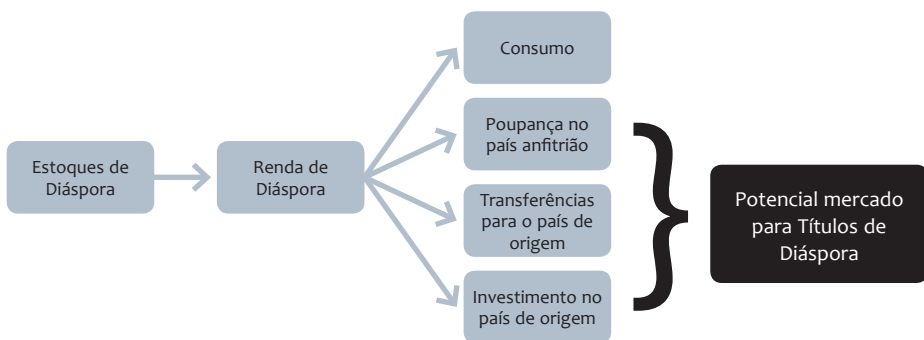 Consumo
Poupança no
país anfitrião
Estoques de
Diáspora
Renda de
Diáspora
Transferências
para o país de
origem
Investimento no
país de origem
Potencial mercado
para Títulos de
Diáspora